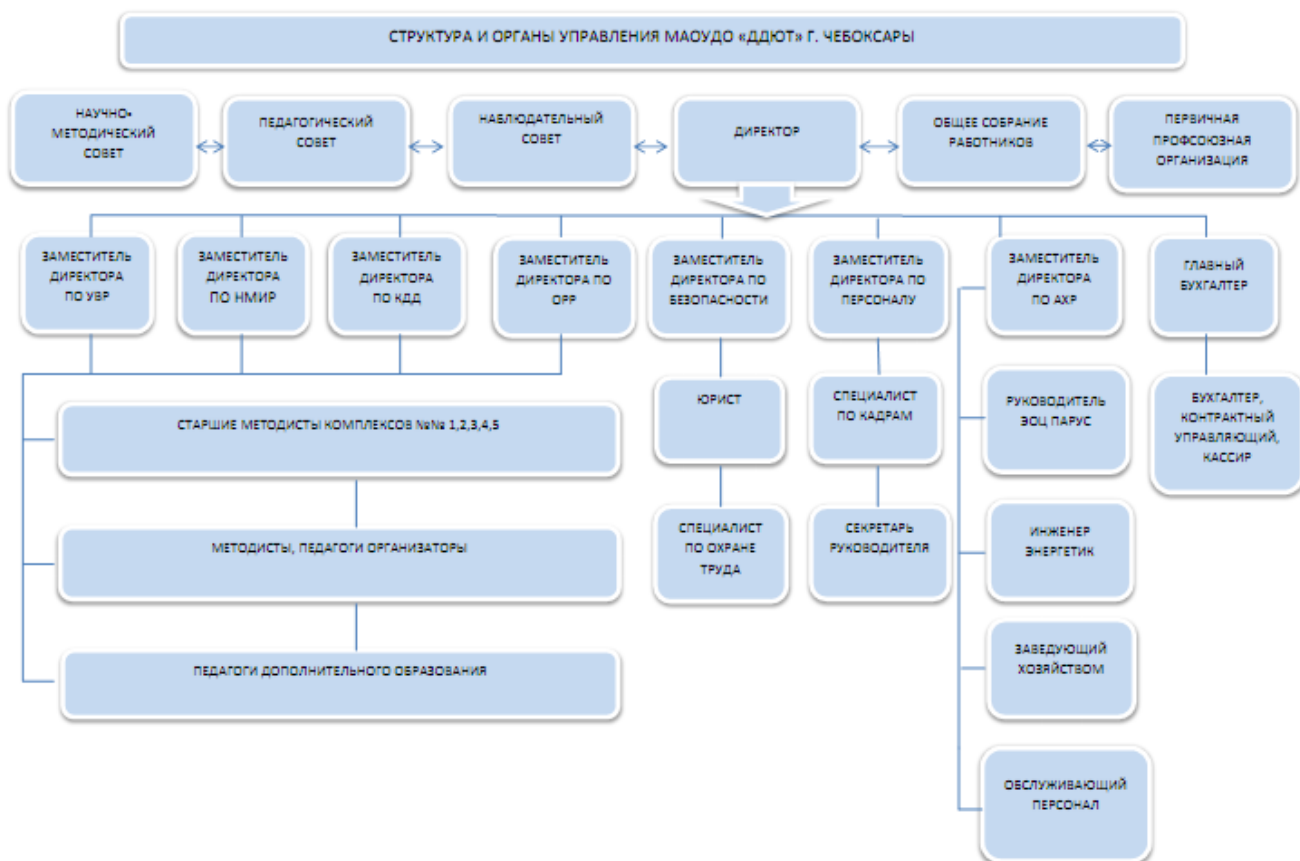 СТРУКТУРА И ОРГАНЫ УПРАВЛЕНИЯ МАОУДО «ДДЮТ» Г. ЧЕБОКСАРЫ
НАУЧНО-
МЕТОДИЧЕСКИЙ
СОВЕТ
ПЕДАГОГИЧЕСКИЙ
СОВЕТ
НАБЛЮДАТЕЛЬНЫЙ
СОВЕТ
ДИРЕКТОР
ОБЩЕЕ СОБРАНИЕ
РАБОТНИКОВ
ПЕРВИЧНАЯ
ПРОФСОЮЗНАЯ
ОРГАНИЗАЦИЯ
ЗАМЕСТИТЕЛЬ
ДИРЕКТОРА
ПО УВР
ЗАМЕСТИТЕЛЬ
ДИРЕКТОРА
ПО НМИР
ЗАМЕСТИТЕЛЬ
ДИРЕКТОРА
ПО КДД
ЗАМЕСТИТЕЛЬ
ДИРЕКТОРА ПО
ОРР
ЗАМЕСТИТЕЛЬ
ДИРЕКТОРА ПО
БЕЗОПАСНОСТИ
ЗАМЕСТИТЕЛЬ
ДИРЕКТОРА ПО
ПЕРСОНАЛУ
ЗАМЕСТИТЕЛЬ
ДИРЕКТОРА
ПО АХР
ГЛАВНЫЙ
БУХГАЛТЕР
СТАРШИЕ МЕТОДИСТЫ КОМПЛЕКСОВ №№ 1,2,3,4,5
МЕТОДИСТЫ, ПЕДАГОГИ ОРГАНИЗАТОРЫ
ПЕДАГОГИ ДОПОЛНИТЕЛЬНОГО ОБРАЗОВАНИЯ
ЮРИСТ
СПЕЦИАЛИСТ
ПО ОХРАНЕ
ТРУДА
СПЕЦИАЛИСТ
ПО КАДРАМ
СЕКРЕТАРЬ
РУКОВОДИТЕЛЯ
РУКОВОДИТЕЛЬ
ЭОЦ ПАРУС
ИНЖЕНЕР
ЭНЕРГЕТИК
ЗАВЕДУЮЩИЙ
ХОЗЯЙСТВОМ
ОБСЛУЖИВАЮЩИЙ
ПЕРСОНАЛ
БУХГАЛТЕР,
КОНТРАКТНЫЙ
УПРАВЛЯЮЩИЙ,
КАССИР